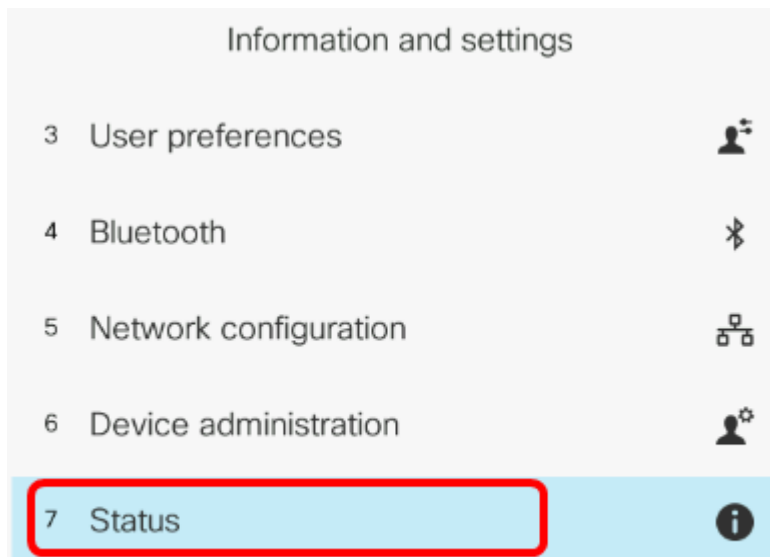 Information and settings
3 User preferences
4 Bluetooth
5 Network configuration
6 Device administration
7 Status